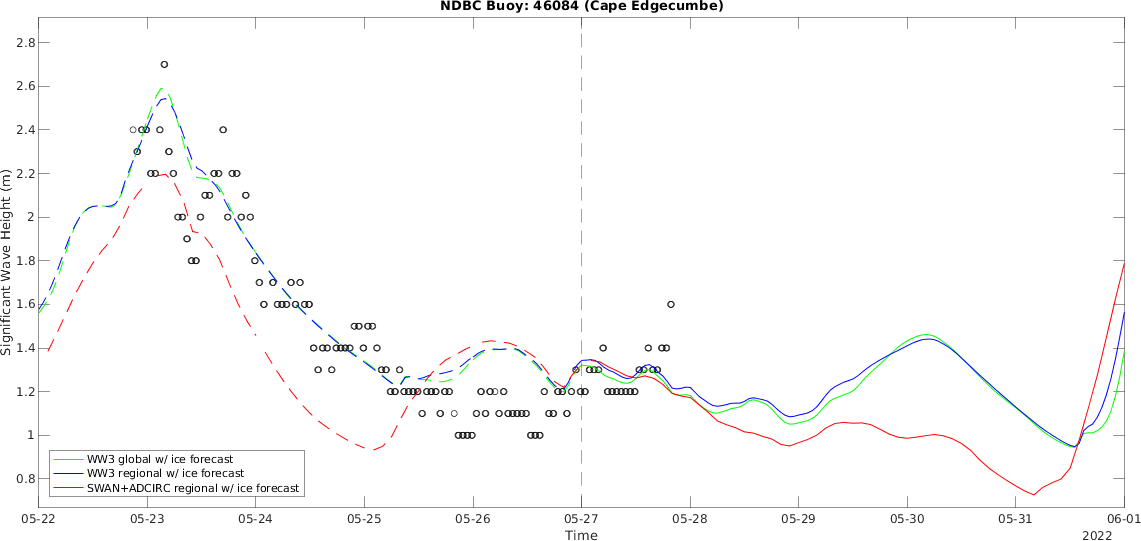 NDBC Buoy: 46084 (Cape Edgecumbe)
2.8
2.6
2.4
2.2
2
1.8
1.6
1.4
1.2
1
0.8
Significant Wave Height (m)
WW3 global w/ ice forecast
WW3 regional w/ ice forecast
SWAN+ADCIRC regional w/ ice forecast
05-22 05-23 05-24 05-25 05-26 05-27 05-28 05-29 05-30 05-31 06-01
Time
2022